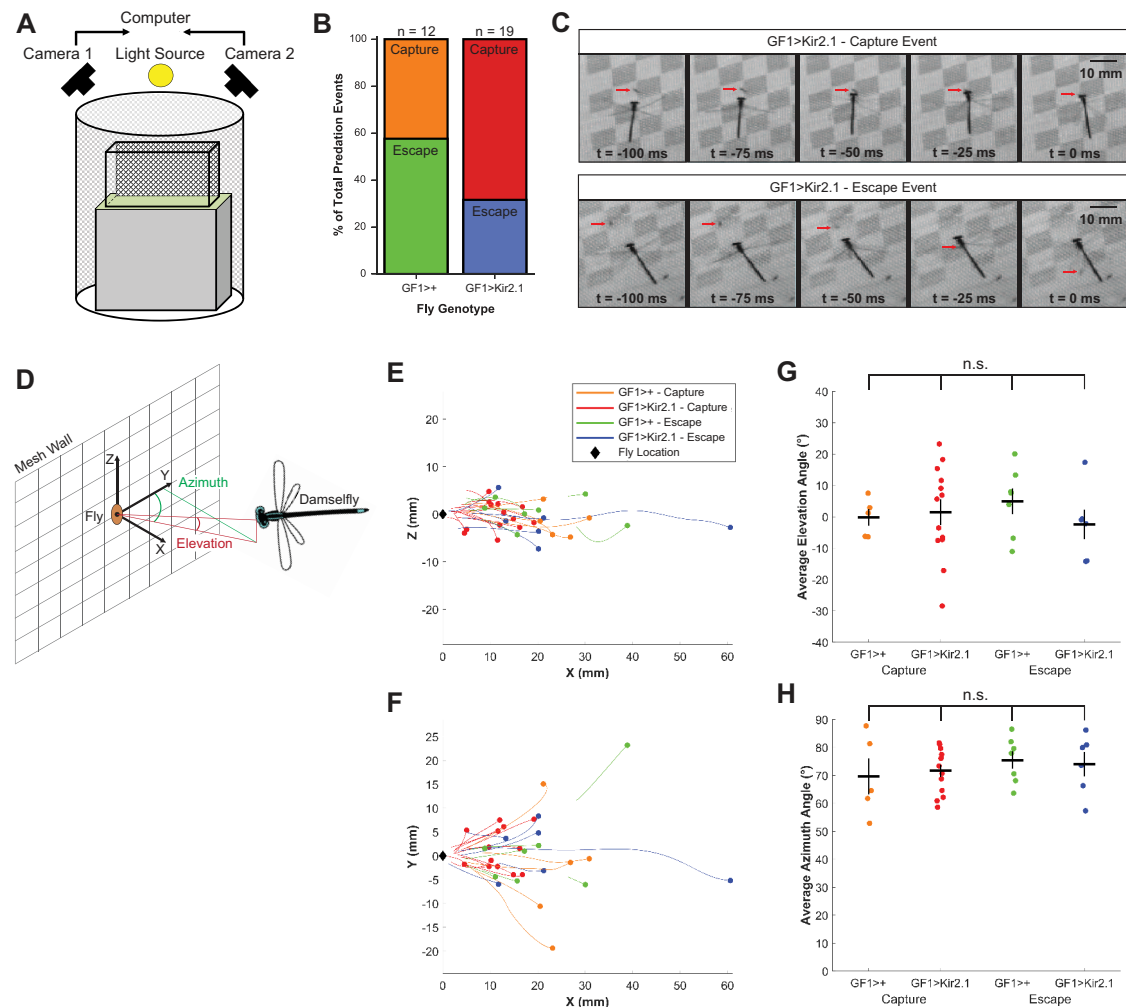 A
Computer
Camera 1
Light Source
Camera 2
B
n = 12
n = 19
% of Total Predation Events
100
80
60
40
20
0
Capture
Escape
Capture
Escape
GF1>+
GF1>Kir2.1
Fly Genotype
C
GF1>Kir2.1 - Capture Event
10 mm
t = -100 ms
t = -75 ms
t = -50 ms
t = -25 ms
t = 0 ms
GF1>Kir2.1 - Escape Event
10 mm
t = -100 ms
t = -75 ms
t = -50 ms
t = -25 ms
t = 0 ms
D
Mesh Wall
Z
Y
Azimuth
Fly
X
Elevation
Damselfly
E
GF1>+ - Capture
GF1>Kir2.1 - Capture
GF1>+ - Escape
GF1>Kir2.1 - Escape
Fly Location
Z (mm)
20
10
0
-10
-20
0
10
20
30
40
50
60
X (mm)
F
Y (mm)
25
20
15
10
5
0
-5
-10
-15
-20
0
10
20
30
40
50
60
X (mm)
G
n.s.
Average Elevation Angle (°)
40
30
20
10
0
-10
-20
-30
-40
GF1>+
GF1>Kir2.1
GF1>+
GF1>Kir2.1
Capture
Escape
H
n.s.
Average Azimuth Angle (°)
90
80
70
60
50
40
30
20
10
0
GF1>+
GF1>Kir2.1
GF1>+
GF1>Kir2.1
Capture
Escape